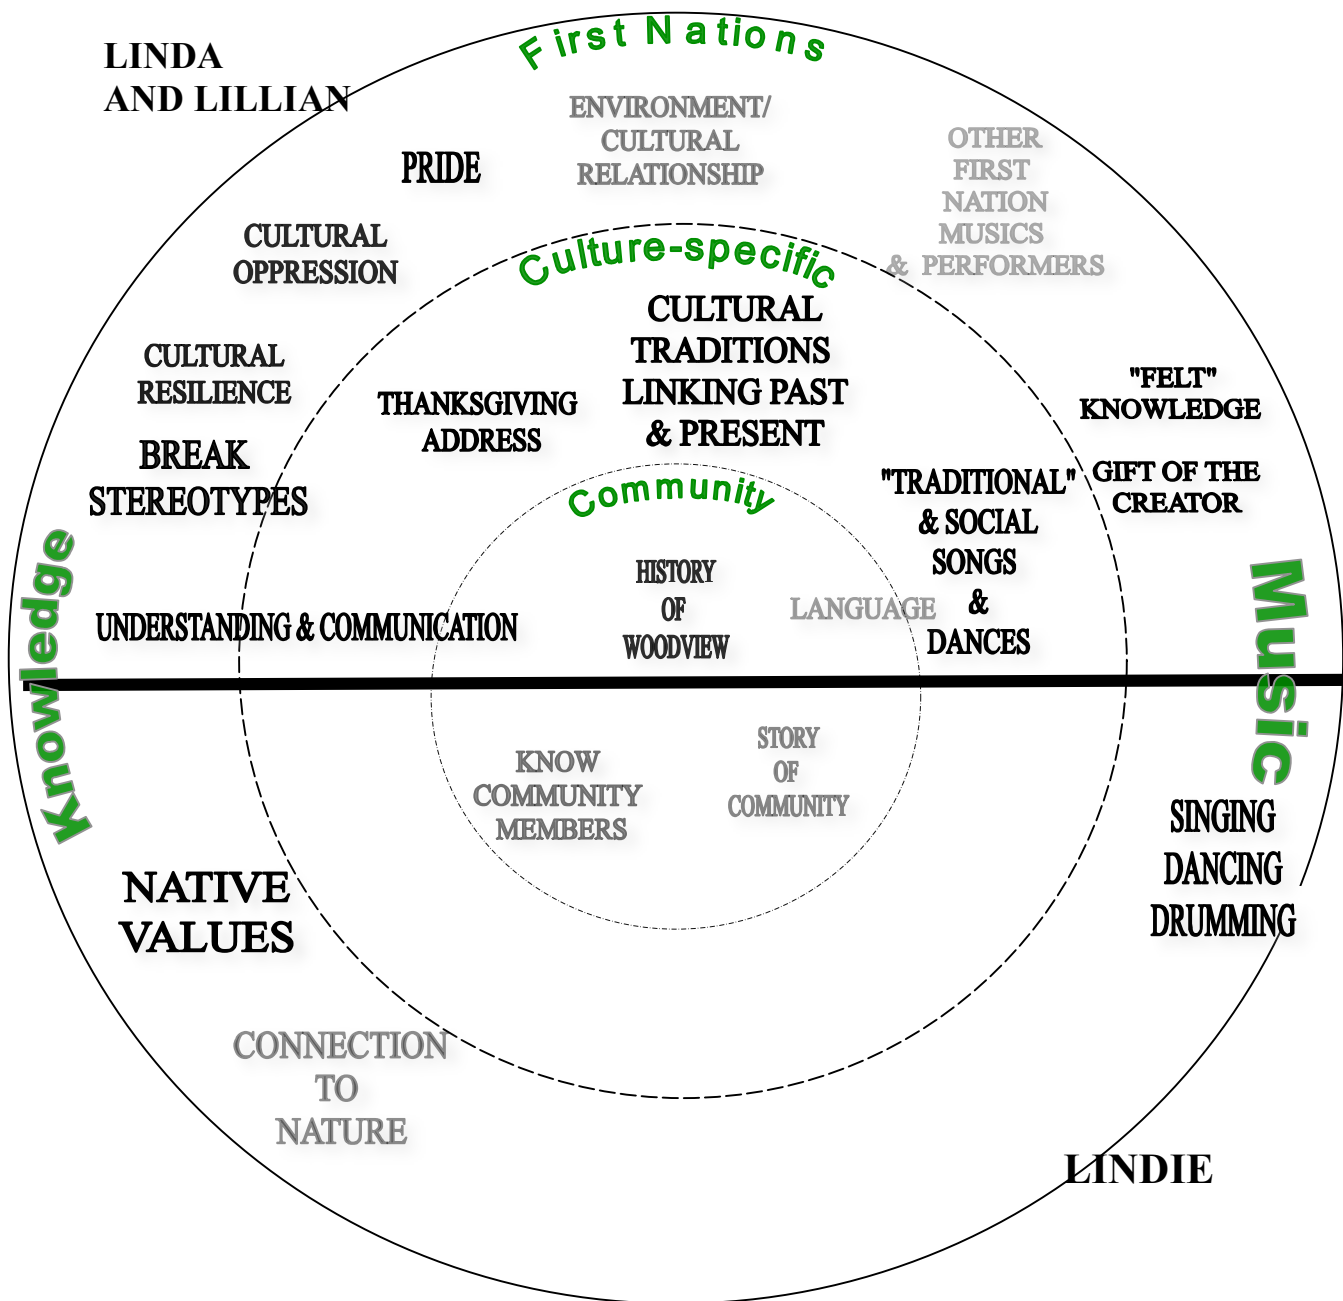 First Nations
LINDA
AND LILLIAN
ENVIRONMENT/
CULTURAL
RELATIONSHIP
PRIDE
OTHER
FIRST
NATION
MUSICS
& PERFORMERS
CULTURAL
OPPRESSION
Culture-specific
CULTURAL
TRADITIONS
LINKING PAST
& PRESENT
CULTURAL
RESILIENCE
THANKSGIVING
ADDRESS
"FELT"
KNOWLEDGE
BREAK
STEREOTYPES
GIFT OF THE
CREATOR
Community
"TRADITIONAL"
& SOCIAL
SONGS
&
DANCES
HISTORY
OF
WOODVIEW
LANGUAGE
UNDERSTANDING & COMMUNICATION
Knowledge
Music
KNOW
COMMUNITY
MEMBERS
STORY
OF
COMMUNITY
SINGING
DANCING
DRUMMING
NATIVE
VALUES
CONNECTION
TO
NATURE
LINDIE